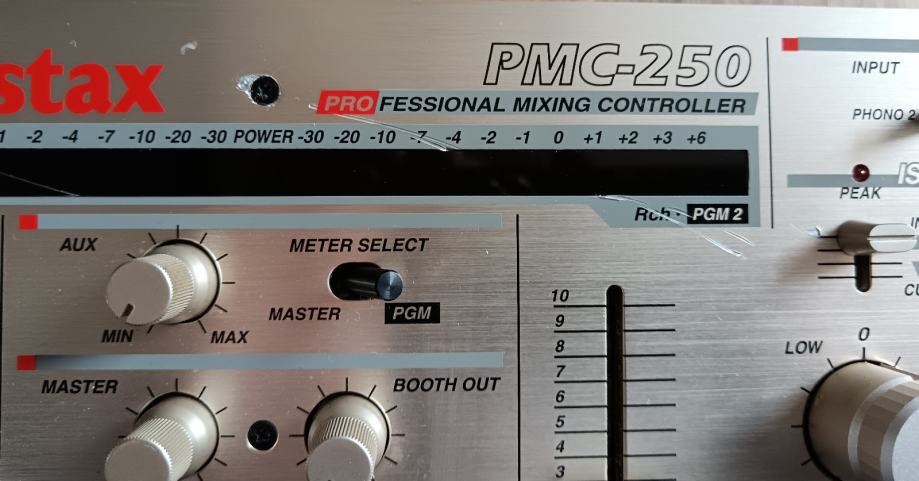 stax
PMC-250
PROFESSIONAL MIXING CONTROLLER
1 -2 -4 -7 -10 -20 -30 POWER -30 -20 -10 -7 -4 -2 -1 0 +1 +2 +3 +6
Rch · PGM 2
INPUT
PHONO 2
PEAK
AUX
METER SELECT
MIN MAX
MASTER PGM
MASTER
BOOTH OUT
10
9
8
7
6
5
4
3
0
LOW